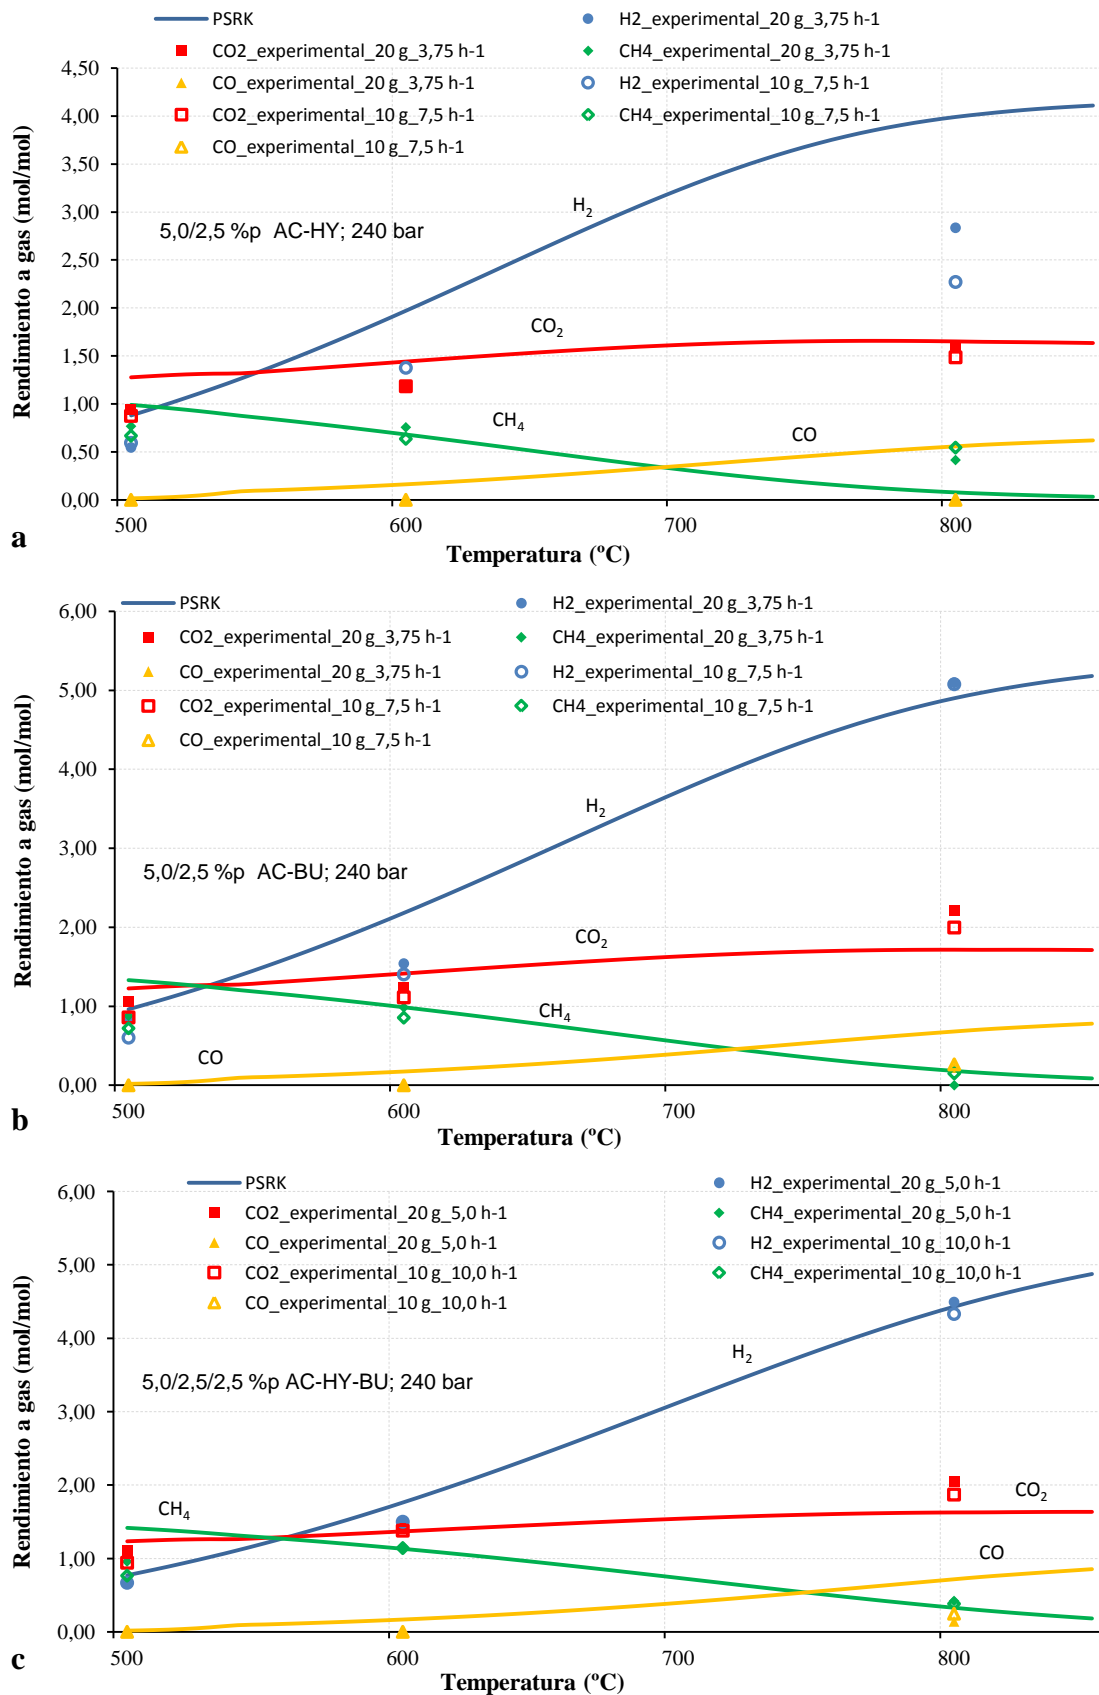 PSRK
H2_experimental_20 g_3,75 h-1
CO2_experimental_20 g_3,75 h-1
CH4_experimental_20 g_3,75 h-1
CO_experimental_20 g_3,75 h-1
H2_experimental_10 g_7,5 h-1
CO2_experimental_10 g_7,5 h-1
CH4_experimental_10 g_7,5 h-1
CO_experimental_10 g_7,5 h-1
4,50
4,00
3,50
3,00
2,50
2,00
1,50
1,00
0,50
0,00
Rendimiento a gas (mol/mol)
5,0/2,5 %p AC-HY; 240 bar
H2
CO2
CH4
CO
500
600
700
800
Temperatura (ºC)
a
PSRK
H2_experimental_20 g_3,75 h-1
CO2_experimental_20 g_3,75 h-1
CH4_experimental_20 g_3,75 h-1
CO_experimental_20 g_3,75 h-1
H2_experimental_10 g_7,5 h-1
CO2_experimental_10 g_7,5 h-1
CH4_experimental_10 g_7,5 h-1
CO_experimental_10 g_7,5 h-1
6,00
5,00
4,00
3,00
2,00
1,00
0,00
Rendimiento a gas (mol/mol)
5,0/2,5 %p AC-BU; 240 bar
H2
CO2
CH4
CO
500
600
700
800
Temperatura (ºC)
b
PSRK
H2_experimental_20 g_5,0 h-1
CO2_experimental_20 g_5,0 h-1
CH4_experimental_20 g_5,0 h-1
CO_experimental_20 g_5,0 h-1
H2_experimental_10 g_10,0 h-1
CO2_experimental_10 g_10,0 h-1
CH4_experimental_10 g_10,0 h-1
CO_experimental_10 g_10,0 h-1
6,00
5,00
4,00
3,00
2,00
1,00
0,00
Rendimiento a gas (mol/mol)
5,0/2,5/2,5 %p AC-HY-BU; 240 bar
H2
CH4
CO2
CO
500
600
700
800
Temperatura (ºC)
c